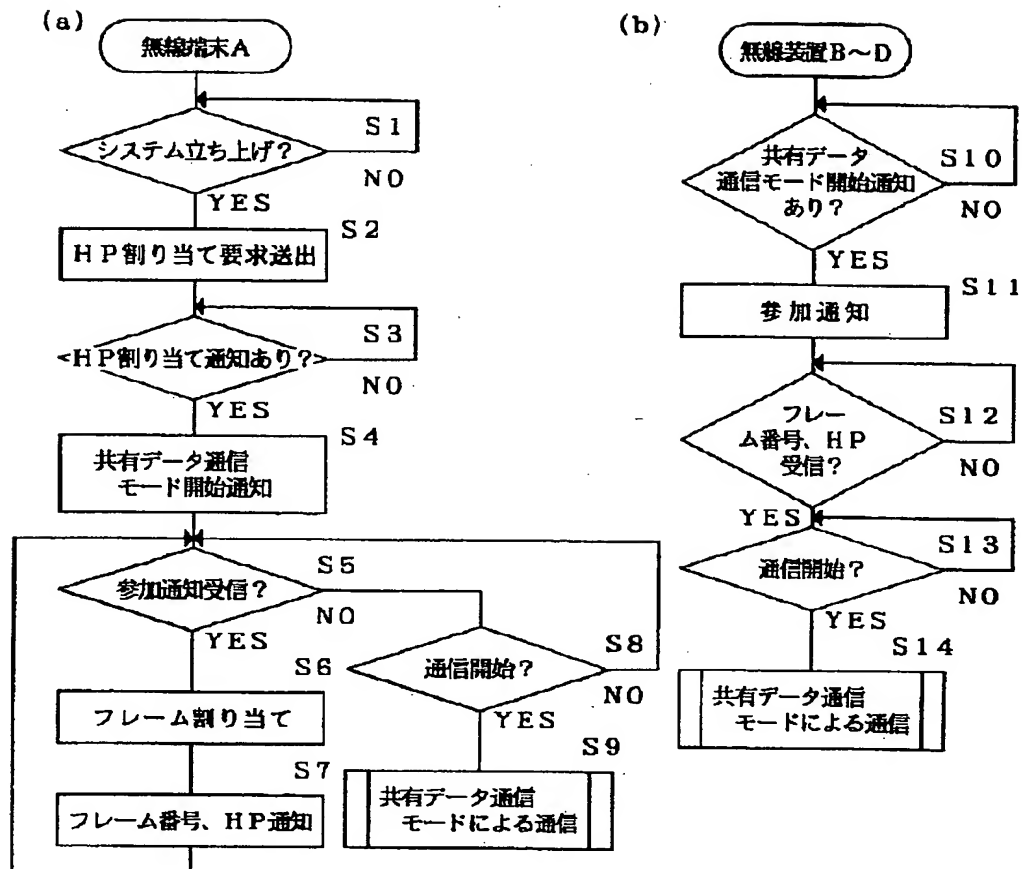 (a)
無線端末A
S1
システム立ち上げ?
NO
YES
S2
HP割り当て要求送出
S3
<HP割り当て通知あり?>
NO
YES
S4
共有データ通信
モード開始通知
S5
参加通知受信?
NO
YES
S6
フレーム割り当て
S7
フレーム番号、HP通知
S8
通信開始?
NO
YES
S9
共有データ通信
モードによる通信
(b)
無線装置B〜D
共有データ
S10
通信モード開始通知
あり?
NO
YES
S11
参加通知
フレー
S12
ム番号、HP
受信?
NO
YES
S13
通信開始?
NO
YES
S14
共有データ通信
モードによる通信